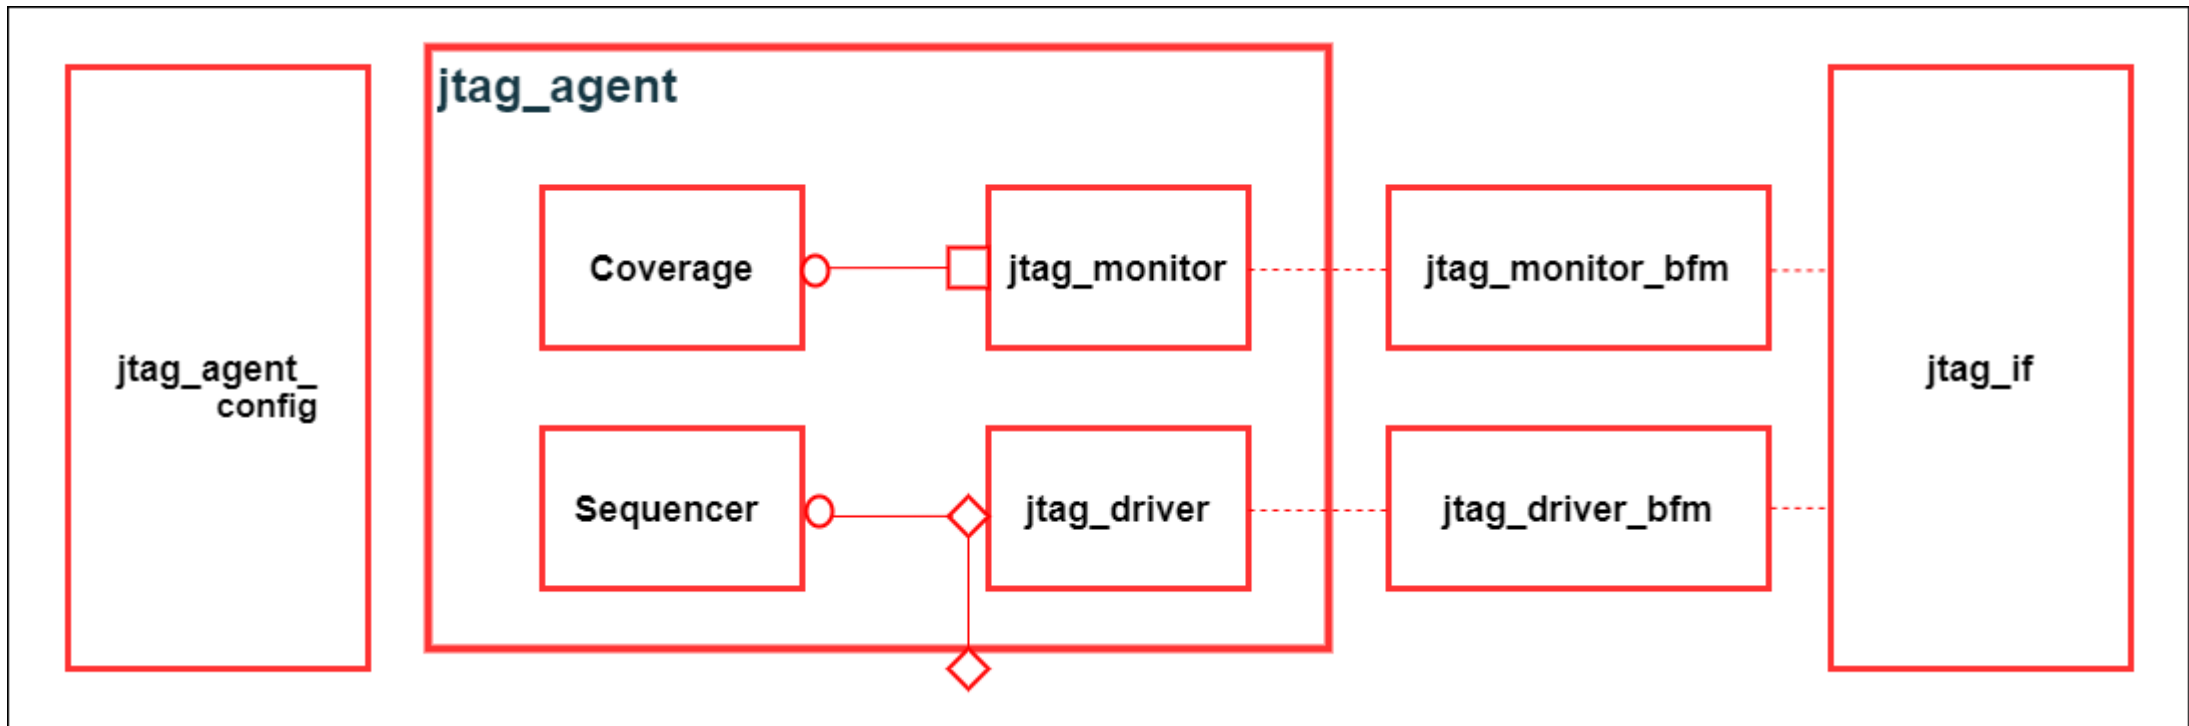 jtag_agent
Coverage
jtag_monitor
jtag_monitor_bfm
jtag_agent_
config
jtag_if
Sequencer
jtag_driver
jtag_driver_bfm